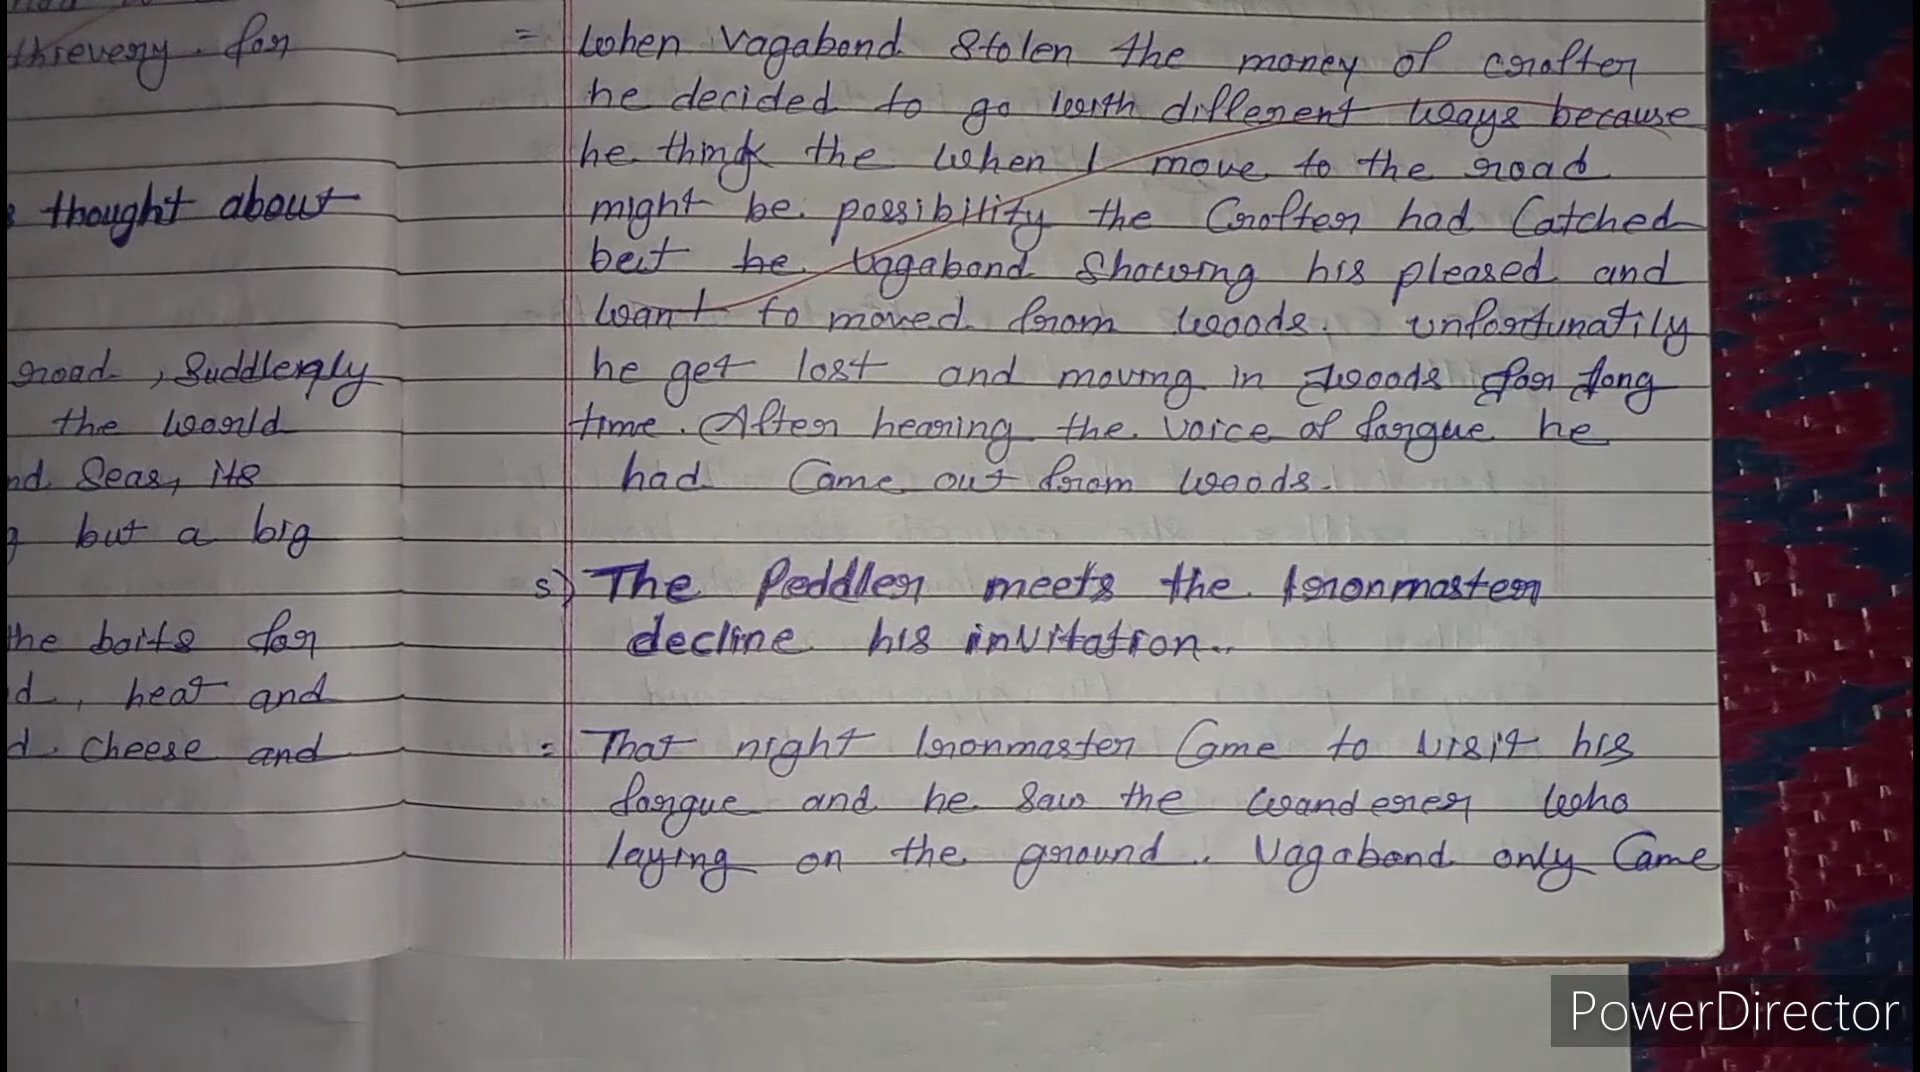 threvery for
thought about
road, Suddlenly
the world
nd Seas, its
but a big
the baits for
d, heat and
d cheese and
= When vagabond Stolen the money of crofter
he decided to go with different ways because
he think the when I move to the road
might be possibility the Crofter had Catched
but he vagabond Showing his pleased and
want to moved from woods. unfortunatily
he get lost and moving in woods for long
time. After hearing the voice of forgue he
had Came out from woods.
5) The Peddler meets the Ironmaster
decline his invitation..
= That night Ironmaster Came to visit his
forgue and he saw the wanderer who
laying on the ground. Vagabond only Came
PowerDirector